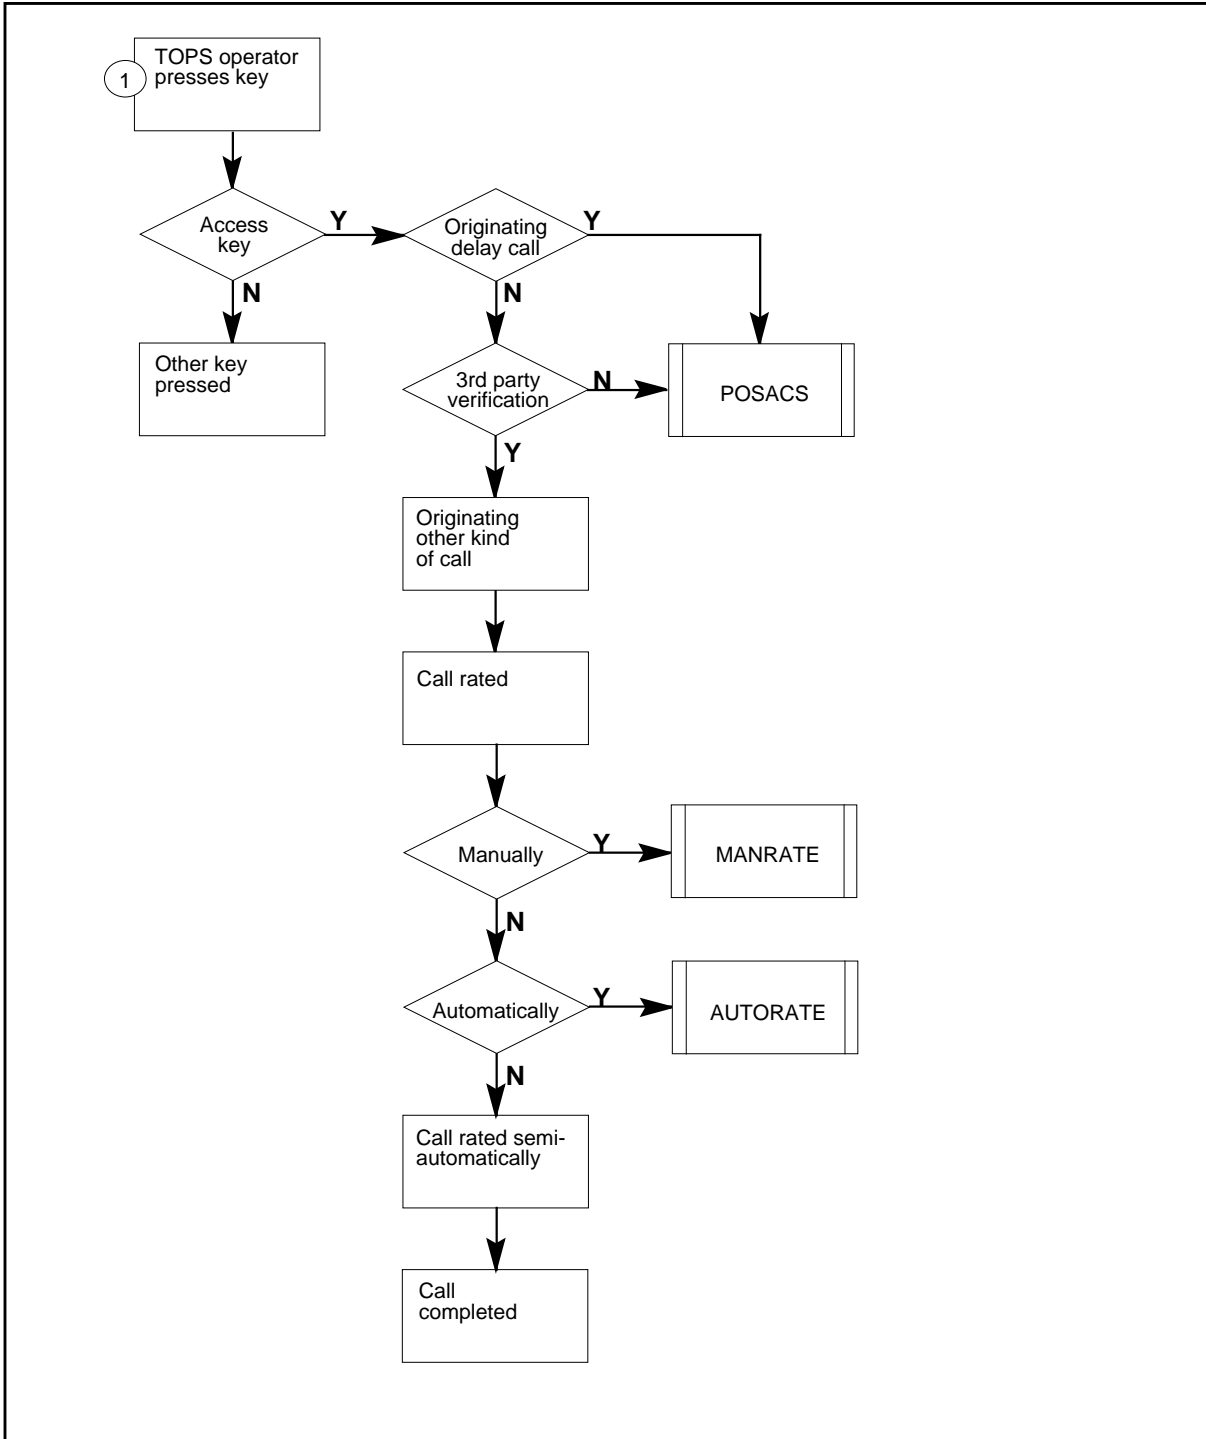 TOPS operator
presses key
1
Access
key
Y
Originating
delay call
Y
N
N
Other key
pressed
3rd party
verification
N
POSACS
Y
Originating
other kind
of call
Call rated
Manually
Y
MANRATE
N
Automatically
Y
AUTORATE
N
Call rated semi-
automatically
Call
completed